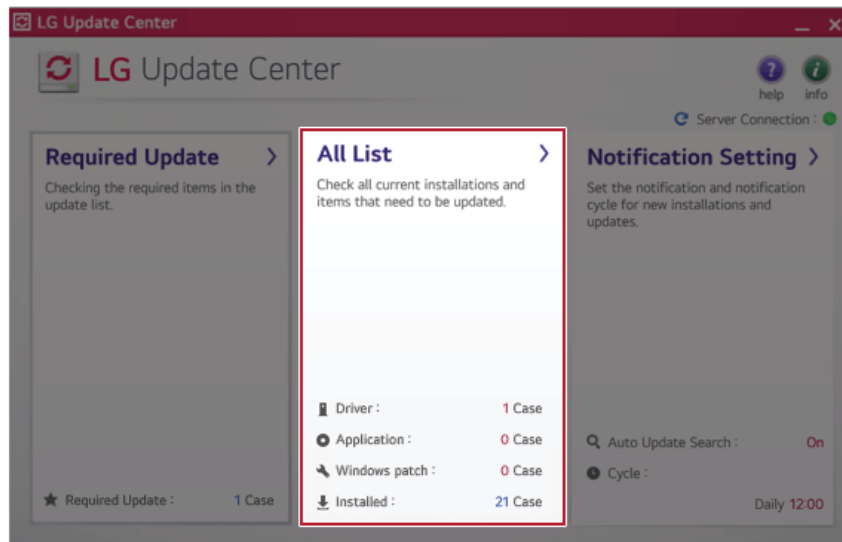 LG Update Center
LG Update Center
help info
Server Connection :
Required Update
Checking the required items in the
update list.
Required Update : 1 Case
All List
Check all current installations and
items that need to be updated.
Driver : 1 Case
Application : 0 Case
Windows patch : 0 Case
Installed : 21 Case
Notification Setting
Set the notification and notification
cycle for new installations and
updates.
Auto Update Search : On
Cycle :
Daily 12:00